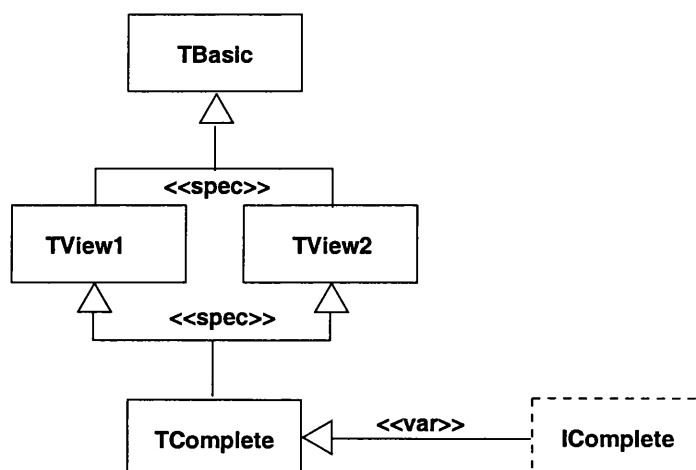 TBasic
<<spec>>
TView1
TView2
<<spec>>
TComplete
<<var>>
IComplete